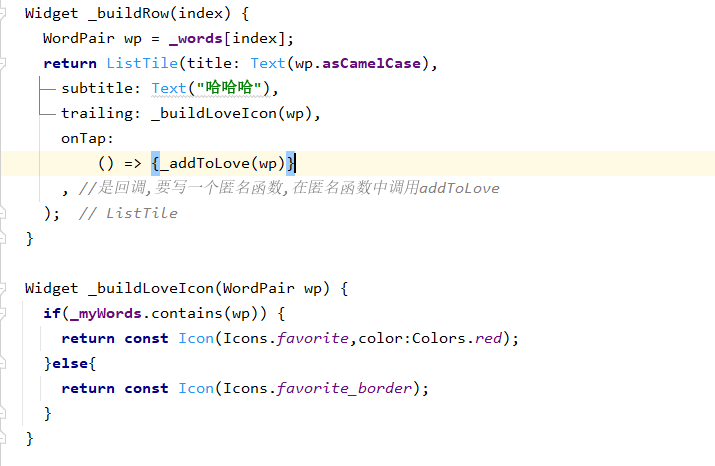 Widget _buildRow(index) {
WordPair wp = _words[index];
return ListTile(title: Text(wp.asCamelCase),
subtitle: Text("哈哈哈"),
trailing: _buildLoveIcon(wp),
onTap:
() => {_addToLove(wp)}
, //是回调,要写一个匿名函数,在匿名函数中调用addToLove
); // ListTile
}
Widget _buildLoveIcon(WordPair wp) {
if(_myWords.contains(wp)) {
return const Icon(Icons.favorite,color:Colors.red);
}else{
return const Icon(Icons.favorite_border);
}
}